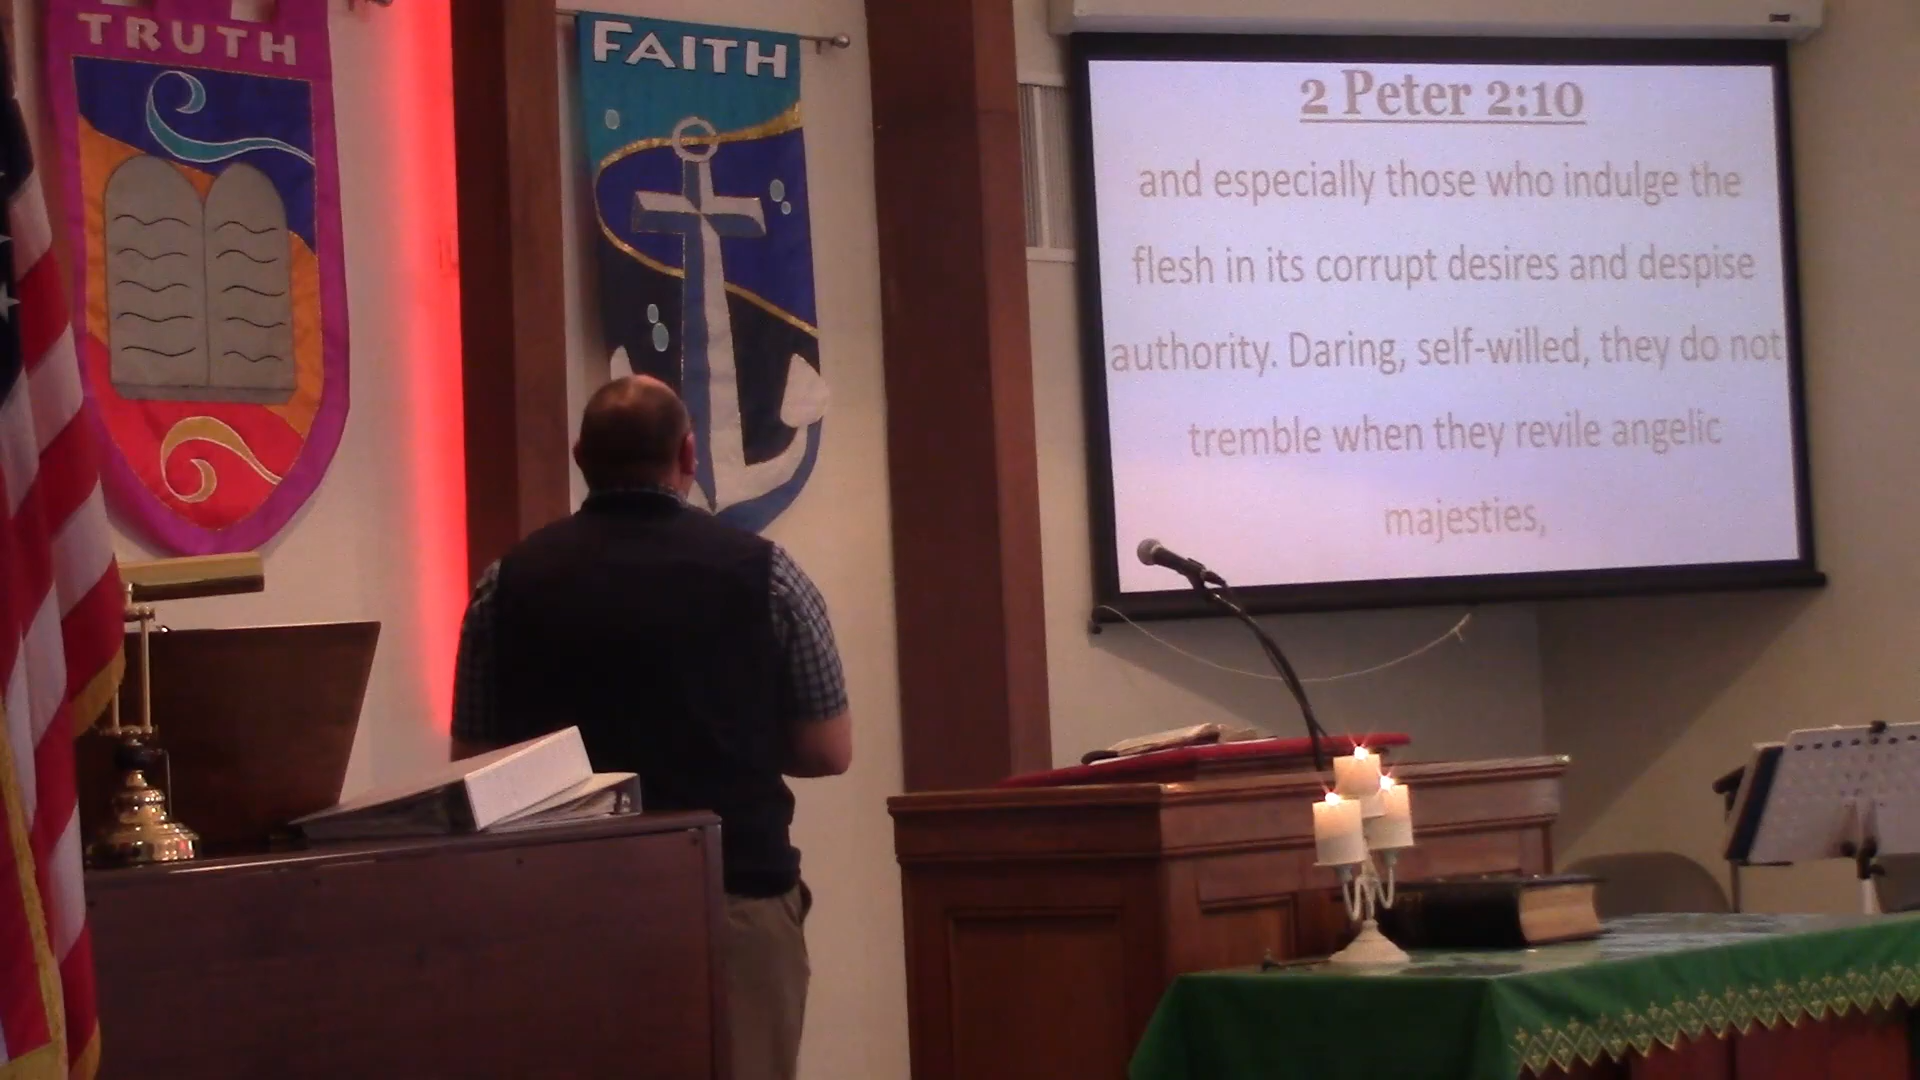 TRUTH
FAITH
2 Peter 2:10
and especially those who indulge the
flesh in its corrupt desires and despise
authority. Daring, self-willed, they do not
tremble when they revile angelic
majesties,